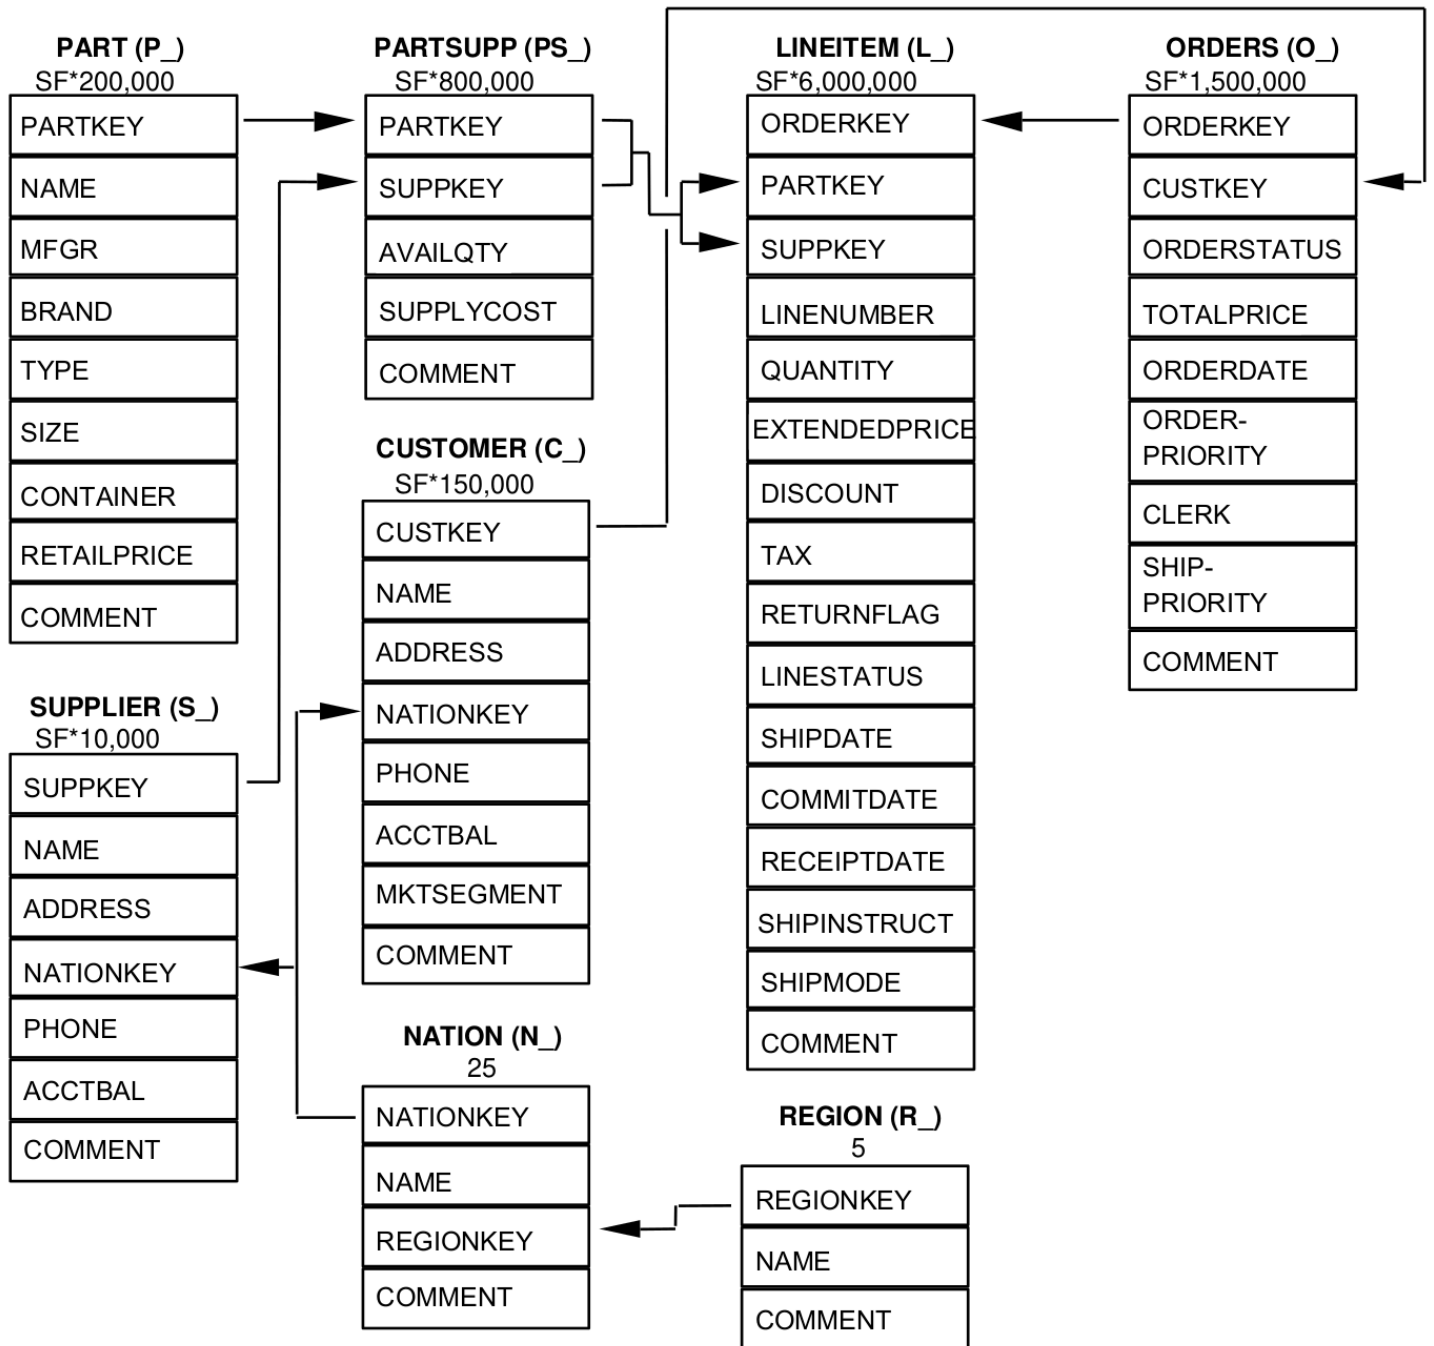 PART (P_)
SF*200,000
PARTKEY
NAME
MFGR
BRAND
TYPE
SIZE
CONTAINER
RETAILPRICE
COMMENT
SUPPLIER (S_)
SF*10,000
SUPPKEY
NAME
ADDRESS
NATIONKEY
PHONE
ACCTBAL
COMMENT
PARTSUPP (PS_)
SF*800,000
PARTKEY
SUPPKEY
AVAILQTY
SUPPLYCOST
COMMENT
CUSTOMER (C_)
SF*150,000
CUSTKEY
NAME
ADDRESS
NATIONKEY
PHONE
ACCTBAL
MKTSEGMENT
COMMENT
NATION (N_)
25
NATIONKEY
NAME
REGIONKEY
COMMENT
LINEITEM (L_)
SF*6,000,000
ORDERKEY
PARTKEY
SUPPKEY
LINENUMBER
QUANTITY
EXTENDEDPRICE
DISCOUNT
TAX
RETURNFLAG
LINESTATUS
SHIPDATE
COMMITDATE
RECEIPTDATE
SHIPINSTRUCT
SHIPMODE
COMMENT
REGION (R_)
5
REGIONKEY
NAME
COMMENT
ORDERS (O_)
SF*1,500,000
ORDERKEY
CUSTKEY
ORDERSTATUS
TOTALPRICE
ORDERDATE
ORDER-
PRIORITY
CLERK
SHIP-
PRIORITY
COMMENT